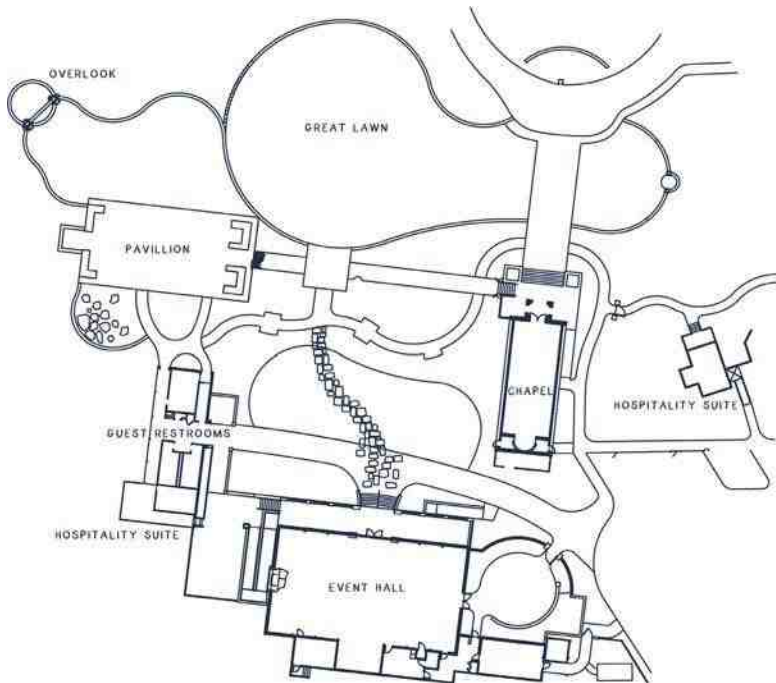 OVERLOOK
GREAT LAWN
PAVILLION
CHAPEL
HOSPITALITY SUITE
GUEST RESTROOMS
HOSPITALITY SUITE
EVENT HALL